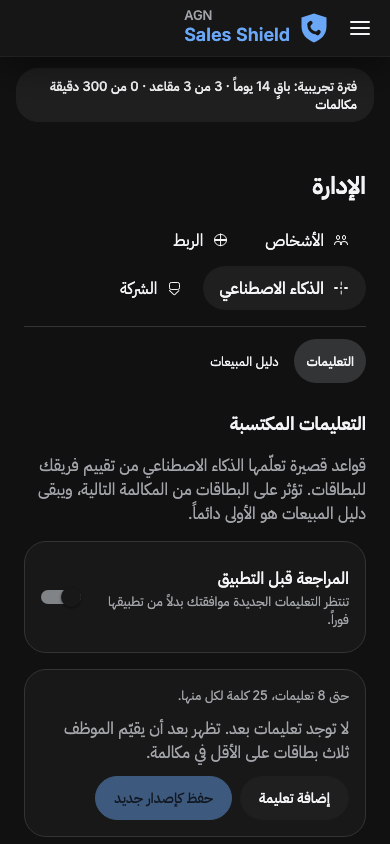 AGN
Sales Shield
فترة تجريبية: باقٍ 14 يوماً · 3 من 3 مقاعد · 0 من 300 دقيقة
مكالمات
الإدارة
الأشخاص
الربط
الذكاء الاصطناعي
الشركة
التعليمات
دليل المبيعات
التعليمات المكتسبة
قواعد قصيرة تعلّمها الذكاء الاصطناعي من تقييم فريقك
للبطاقات. تؤثر على البطاقات من المكالمة التالية، ويبقى
دليل المبيعات هو الأولى دائماً.
المراجعة قبل التطبيق
تنتظر التعليمات الجديدة موافقتك بدلاً من تطبيقها
فوراً.
حتى 8 تعليمات، 25 كلمة لكل منها.
لا توجد تعليمات بعد. تظهر بعد أن يقيّم الموظف
ثلاث بطاقات على الأقل في مكالمة.
إضافة تعليمة
حفظ كإصدار جديد